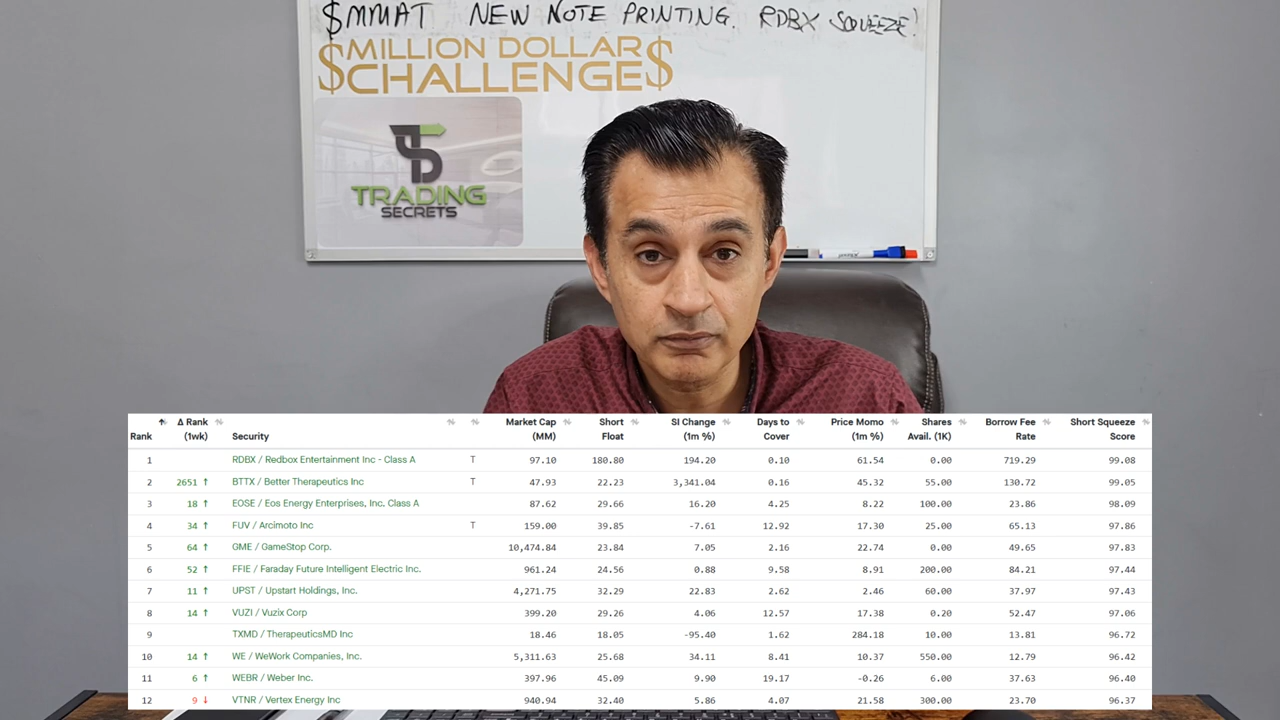 $MMAT NEW NOTE PRINTING. RDBX SQUEEZE!
$MILLION DOLLAR$
CHALLENGE
TRADING
SECRETS
Rank Δ Rank (1wk) Security Market Cap (MM) Short Float SI Change (1m %) Days to Cover Price Momo (1m %) Shares Avail. (1K) Borrow Fee Rate Short Squeeze Score
1 RDBX / Redbox Entertainment Inc - Class A T 97.10 180.80 194.20 0.10 61.54 0.00 719.29 99.08
2 2651 ↑ BTTX / Better Therapeutics Inc T 47.93 22.23 3,341.04 0.16 45.32 55.00 130.72 99.05
3 18 ↑ EOSE / Eos Energy Enterprises, Inc. Class A 87.62 29.66 16.20 4.25 8.22 100.00 23.86 98.09
4 34 ↑ FUV / Arcimoto Inc T 159.00 39.85 -7.61 12.92 17.30 25.00 65.13 97.86
5 64 ↑ GME / GameStop Corp. 10,474.84 23.84 7.05 2.16 22.74 0.00 49.65 97.83
6 52 ↑ FFIE / Faraday Future Intelligent Electric Inc. 961.24 24.56 0.88 9.58 8.91 200.00 84.21 97.44
7 11 ↑ UPST / Upstart Holdings, Inc. 4,271.75 32.29 22.83 2.62 2.46 60.00 37.97 97.43
8 14 ↑ VUZI / Vuzix Corp 399.20 29.26 4.06 12.57 17.38 0.20 52.47 97.06
9 TXMD / TherapeuticsMD Inc 18.46 18.05 -95.40 1.62 284.18 10.00 13.81 96.72
10 14 ↑ WE / WeWork Companies, Inc. 5,311.63 25.68 34.11 8.41 10.37 550.00 12.79 96.42
11 6 ↑ WEBR / Weber Inc. 397.96 45.09 9.90 19.17 -0.26 6.00 37.63 96.40
12 9 ↓ VTNR / Vertex Energy Inc 940.94 32.40 5.86 4.07 21.58 300.00 23.70 96.37